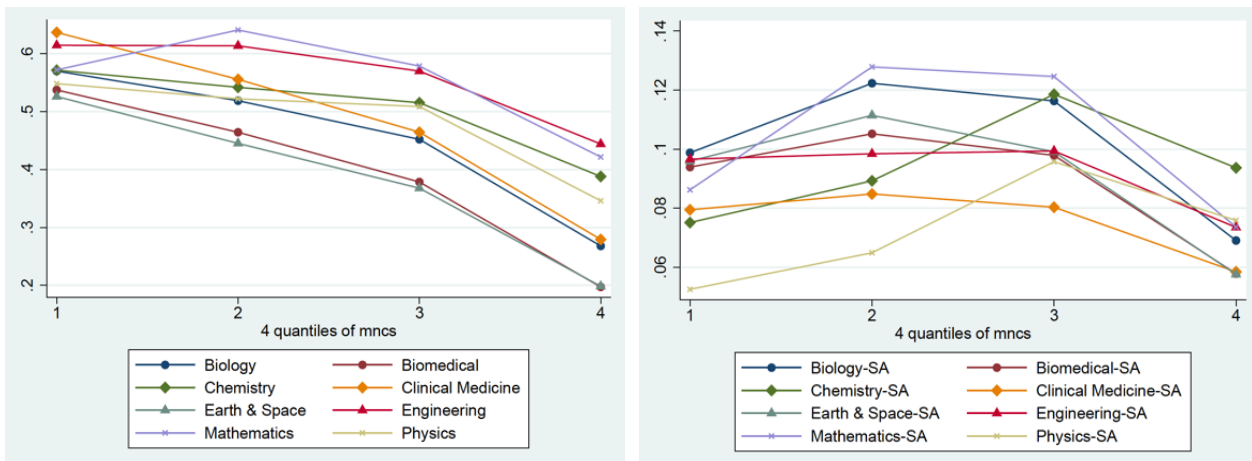 .6
.5
.4
.3
.2
1 2 3 4
4 quantiles of mncs
Biology Biomedical
Chemistry Clinical Medicine
Earth & Space Engineering
Mathematics Physics
.14
.12
.1
.08
.06
1 2 3 4
4 quantiles of mncs
Biology-SA Biomedical-SA
Chemistry-SA Clinical Medicine-SA
Earth & Space-SA Engineering-SA
Mathematics-SA Physics-SA